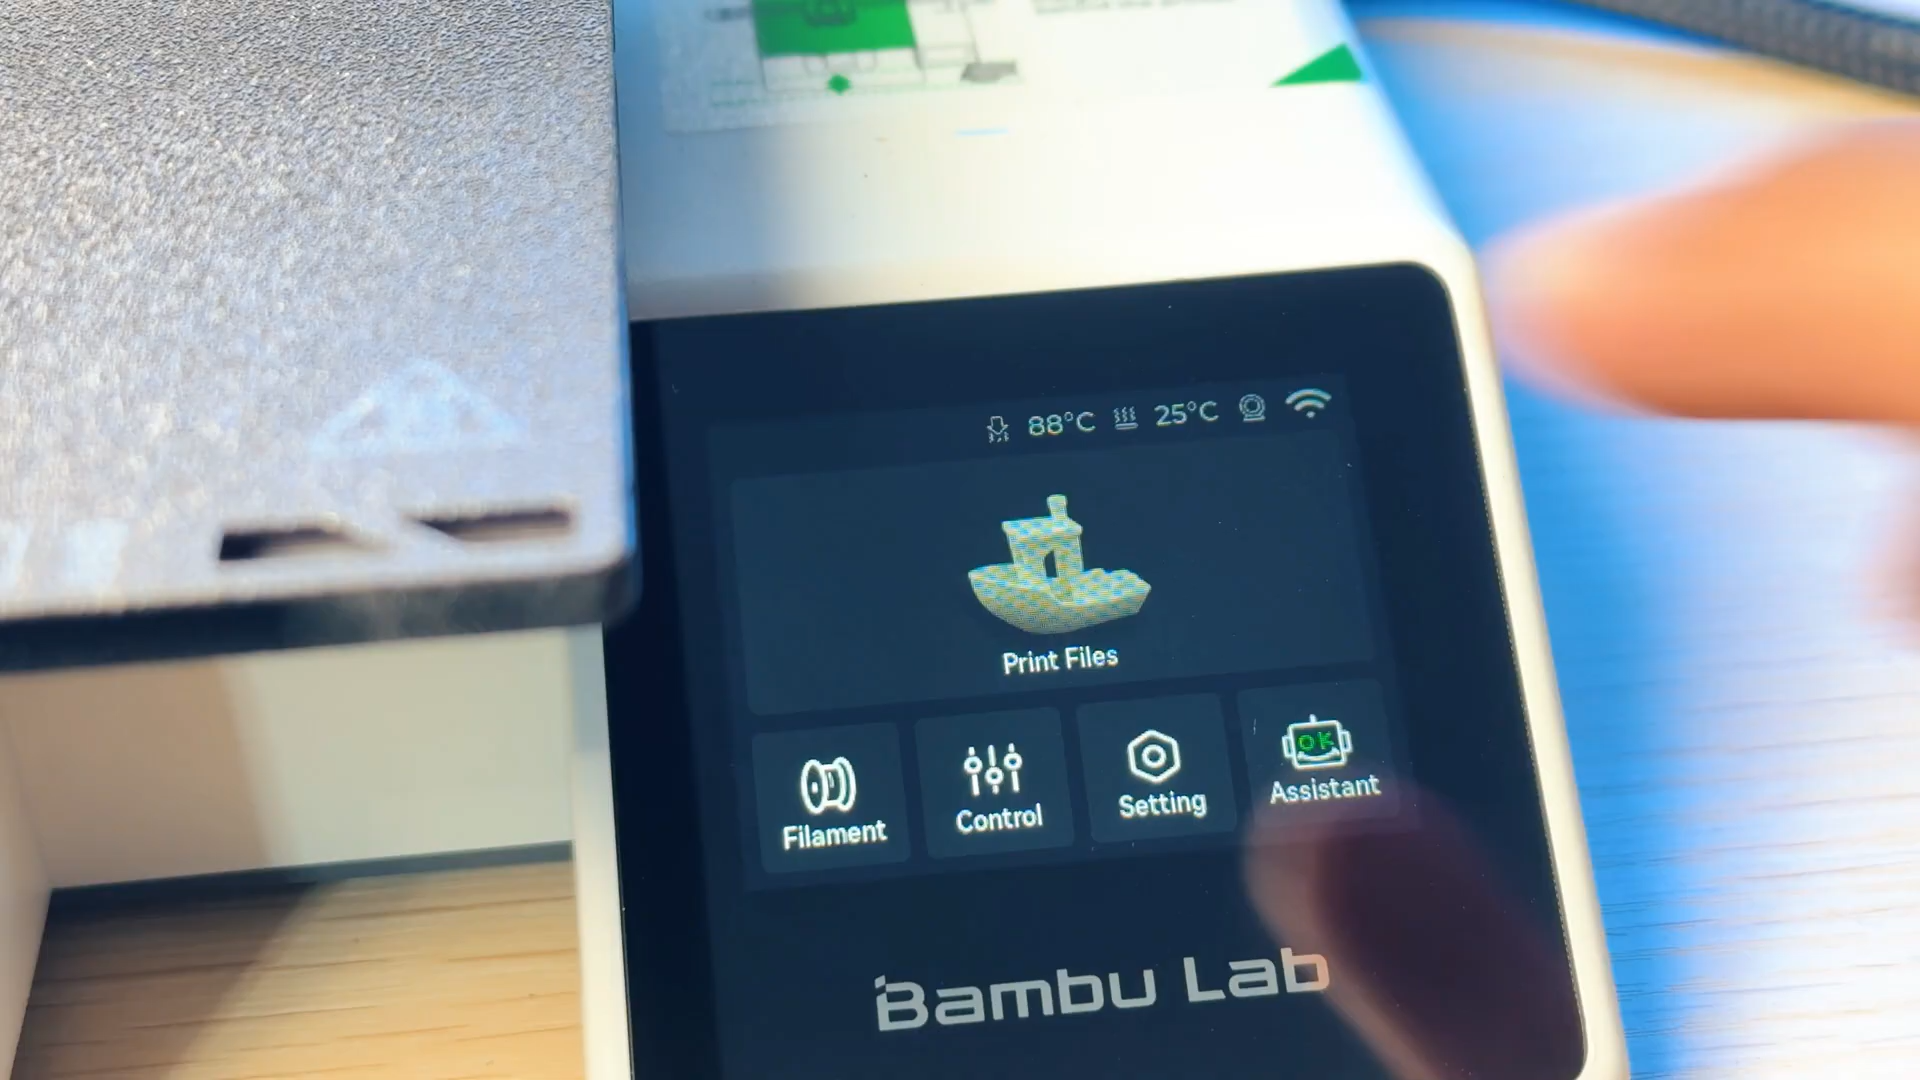 88°C 25°C
Print Files
Filament Control Setting Assistant
OK
Bambu Lab